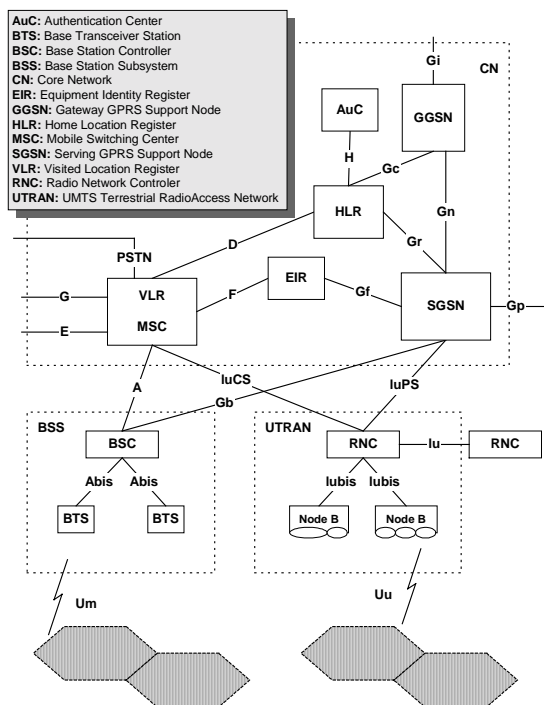 AuC: Authentication Center
BTS: Base Transceiver Station
BSC: Base Station Controller
BSS: Base Station Subsystem
CN: Core Network
EIR: Equipment Identity Register
GGSN: Gateway GPRS Support Node
HLR: Home Location Register
MSC: Mobile Switching Center
SGSN: Serving GPRS Support Node
VLR: Visited Location Register
RNC: Radio Network Controler
UTRAN: UMTS Terrestrial RadioAccess Network
Gi
CN
AuC
GGSN
H
Gc
HLR
Gn
D
Gr
PSTN
VLR
MSC
G
E
F
EIR
Gf
SGSN
Gp
A
IuCS
Gb
IuPS
BSS
BSC
UTRAN
RNC
Iu
RNC
Abis
Abis
Iubis
Iubis
BTS
BTS
Node B
Node B
Um
Uu